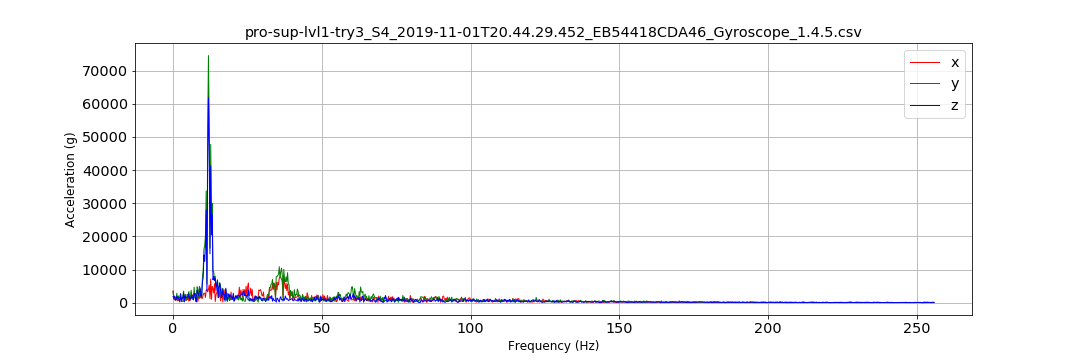 pro-sup-lvl1-try3_S4_2019-11-01T20.44.29.452_EB54418CDA46_Gyroscope_1.4.5.csv
x
y
z
70000
60000
50000
40000
30000
20000
10000
0
Acceleration (g)
0 50 100 150 200 250
Frequency (Hz)